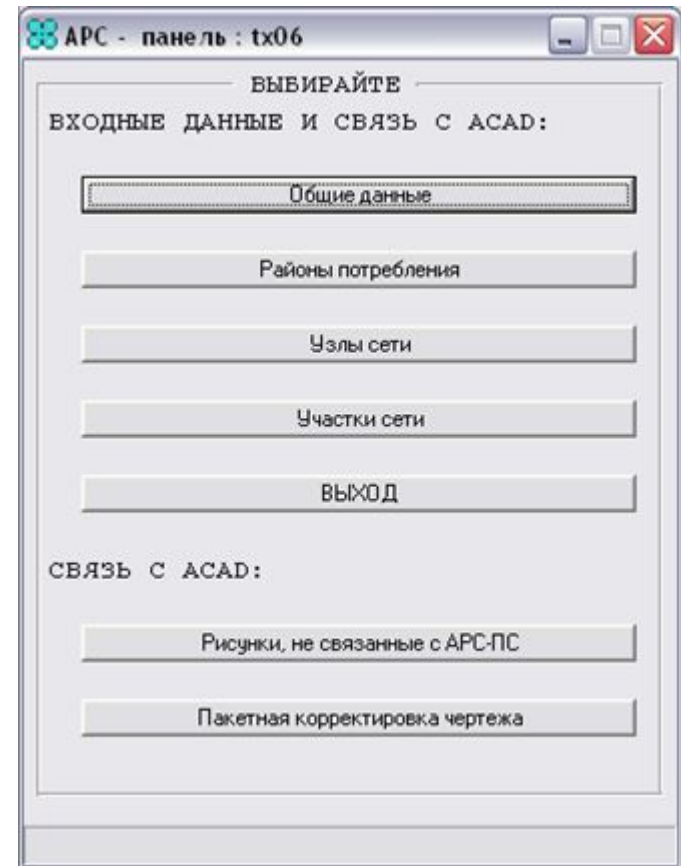 АРС - панель : tx06
ВЫБИРАЙТЕ
ВХОДНЫЕ ДАННЫЕ И СВЯЗЬ С ACAD:
Общие данные
Районы потребления
Узлы сети
Участки сети
ВЫХОД
СВЯЗЬ С ACAD:
Рисунки, не связанные с АРС-ПС
Пакетная корректировка чертежа